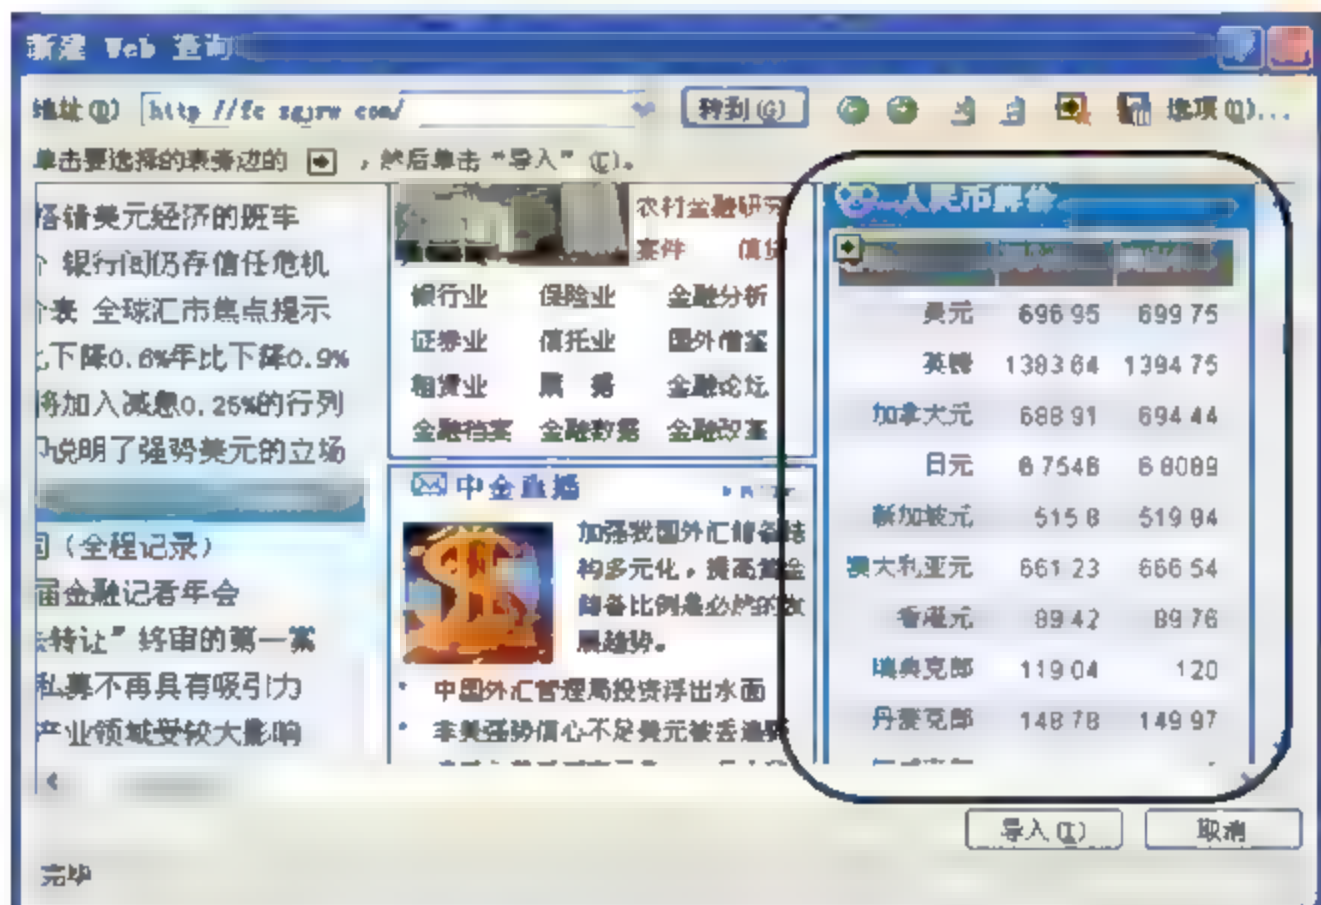 新建 Web 查询
地址(D) http://fc zgjrw com/ 转到(G) 选项(O)...
单击要选择的表旁边的 ，然后单击“导入”(I)。
搭错美元经济的班车
银行间仍存信任危机
表 全球汇市焦点提示
下降0.6%年比下降0.9%
将加入减息0.25%的行列
说明了强势美元的立场
（全程记录）
届金融记者年会
转让”终审的第一案
私募不再具有吸引力
产业领域受较大影响
农村金融研究
案件 信贷
银行业 保险业 金融分析
证券业 信托业 国外借鉴
租赁业 金融论坛
金融档案 金融数据 金融改革
中金直播
加强我国外汇储备结
构多元化，提高黄金
储备比例是必然的发
展趋势。
中国外汇管理局投资浮出水面
非美强势信心不足美元被丢
人民币牌价
美元 696 95 699 75
英镑 1383 64 1394 75
加拿大元 688 91 694 44
日元 6 7546 6 8089
新加坡元 515 8 519 94
澳大利亚元 661 23 666 54
香港元 89 42 89 76
瑞典克郎 119 04 120
丹麦克郎 148 78 149 97
导入(I) 取消
完毕